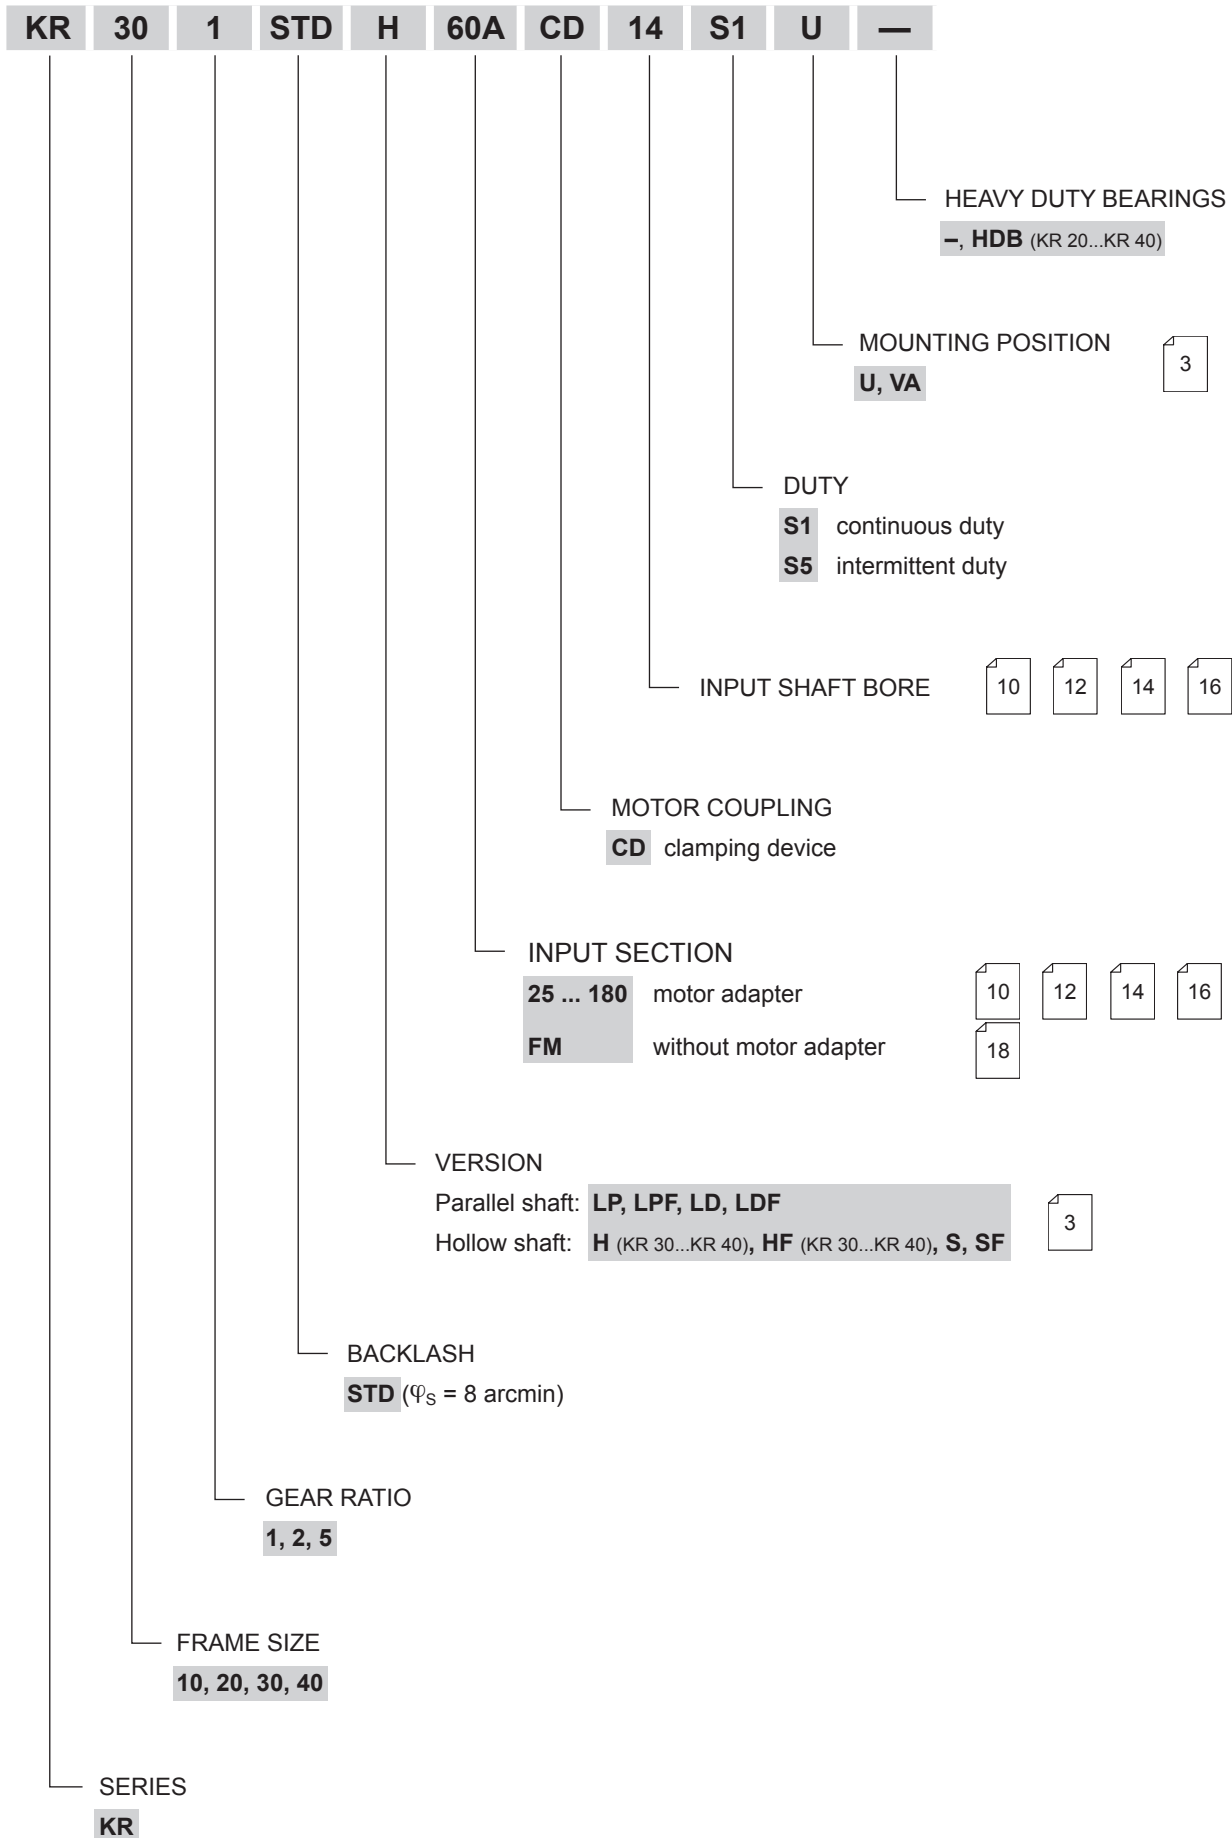 KR 30 1 STD H 60A CD 14 S1 U —
HEAVY DUTY BEARINGS
–, HDB (KR 20...KR 40)
MOUNTING POSITION
3
U, VA
DUTY
S1 continuous duty
S5 intermittent duty
INPUT SHAFT BORE 10 12 14 16
MOTOR COUPLING
CD clamping device
INPUT SECTION
25 ... 180 motor adapter 10 12 14 16
FM without motor adapter 18
VERSION
Parallel shaft: LP, LPF, LD, LDF
3
Hollow shaft: H (KR 30...KR 40), HF (KR 30...KR 40), S, SF
BACKLASH
STD (φS = 8 arcmin)
GEAR RATIO
1, 2, 5
FRAME SIZE
10, 20, 30, 40
SERIES
KR